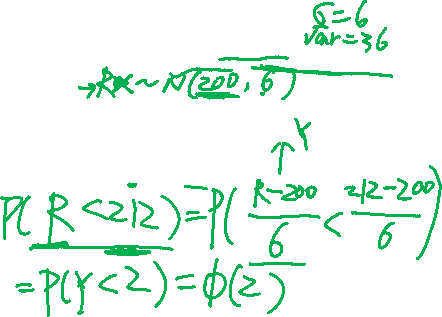 σ=6
Var=36
→R~N(200, 6)
Y
P(R<212)=P(R-200/6 < 212-200/6)
=P(Y<2)=Φ(2)